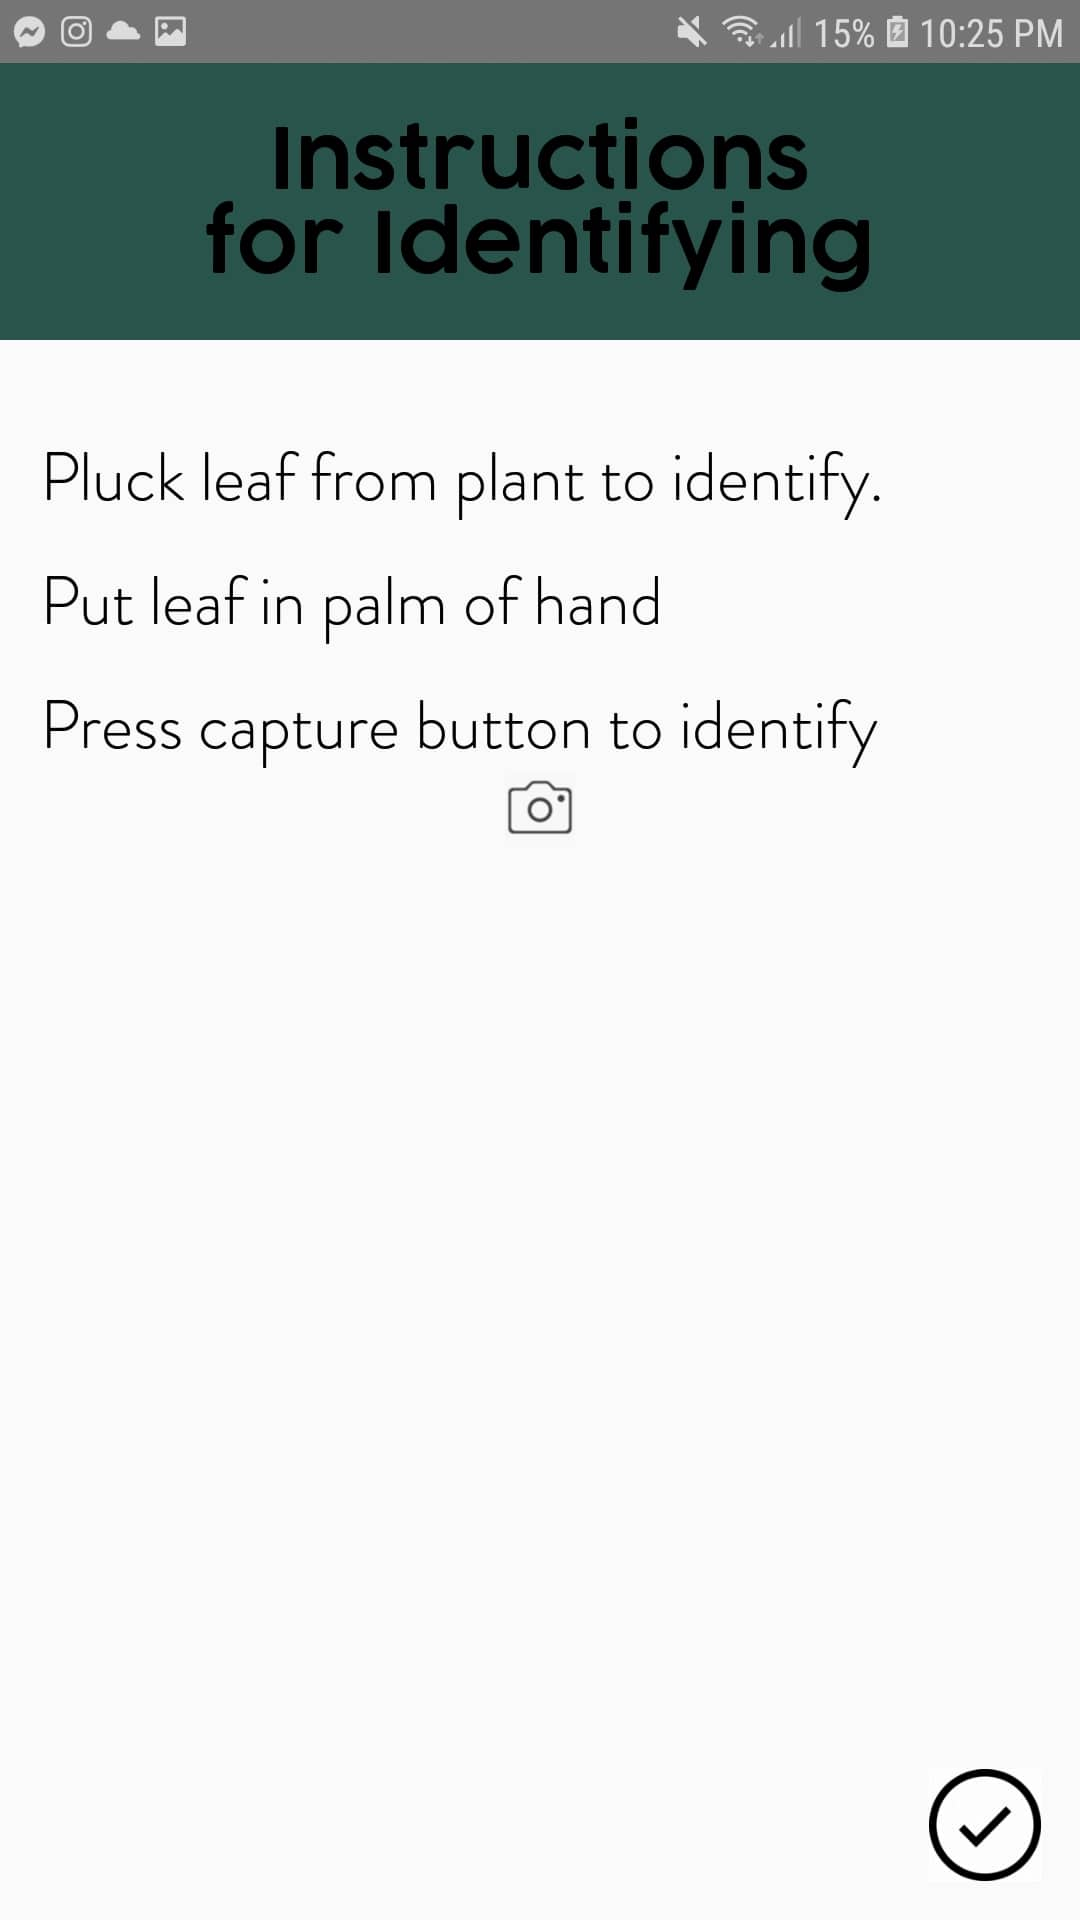 15% 10:25 PM
Instructions
for Identifying
Pluck leaf from plant to identify.
Put leaf in palm of hand
Press capture button to identify